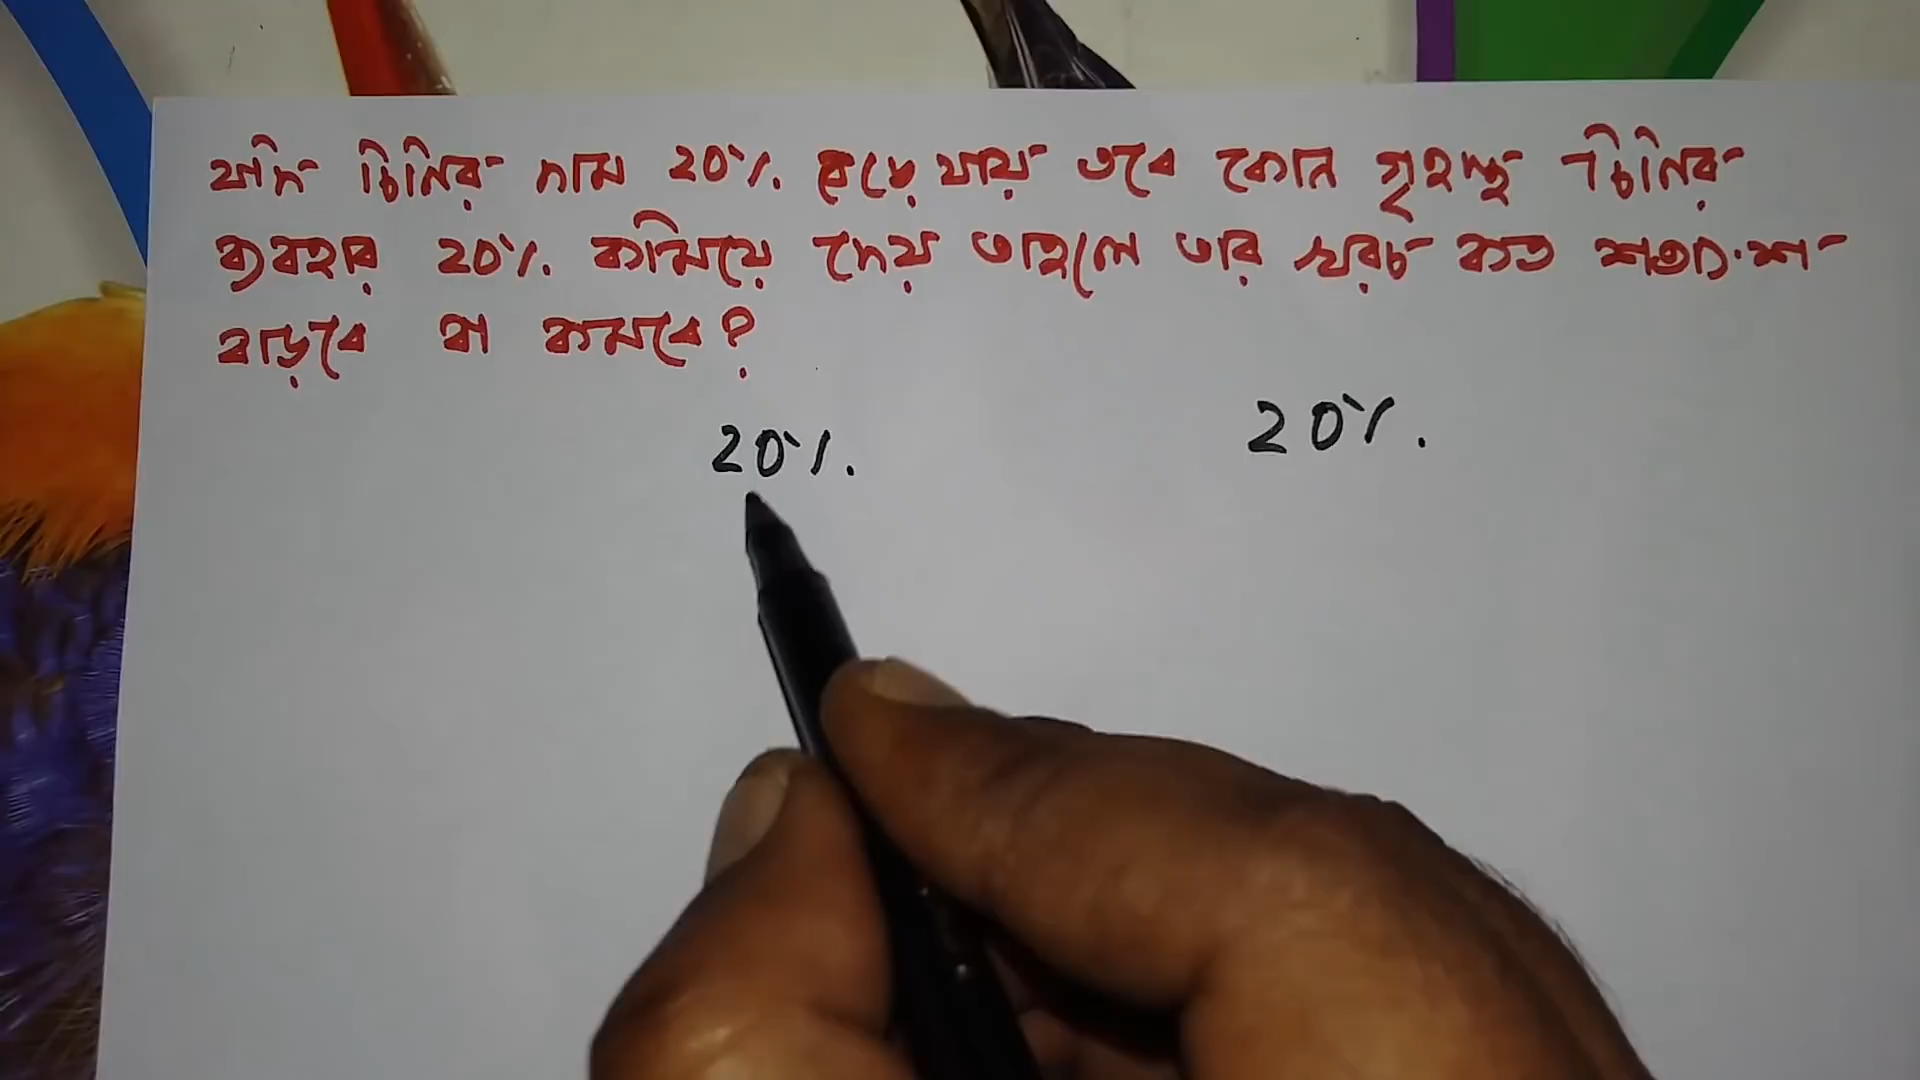 যদি চিনির দাম 20%. বেড়ে যায় তবে কোন গৃহস্থ চিনির
ব্যবহার 20%. কমিয়ে দেয় তাহলে তার খরচ কত শতাংশ
বাড়বে বা কমবে?
20%. 20%.